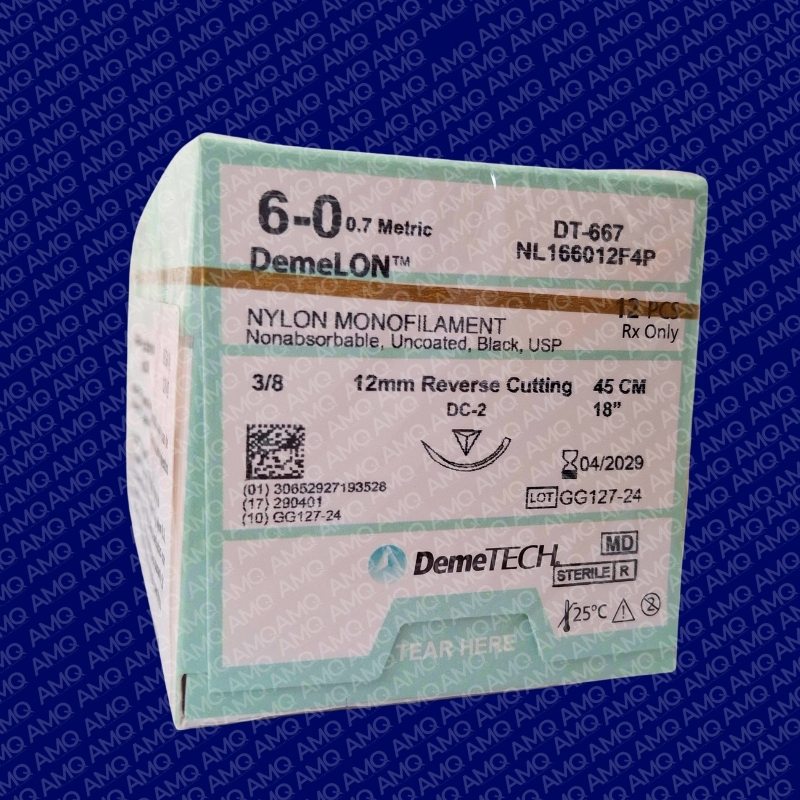 6-0 0.7 Metric
DT-667
NL166012F4P
DemeLON™
12 PCS
Rx Only
NYLON MONOFILAMENT
Nonabsorbable, Uncoated, Black, USP
3/8 12mm Reverse Cutting 45 CM
DC-2 18"
04/2029
(01) 30652927193528
(17) 290401
(10) GG127-24
LOT GG127-24
DemeTECH®
MD
STERILE R
25°C
TEAR HERE
AMQ